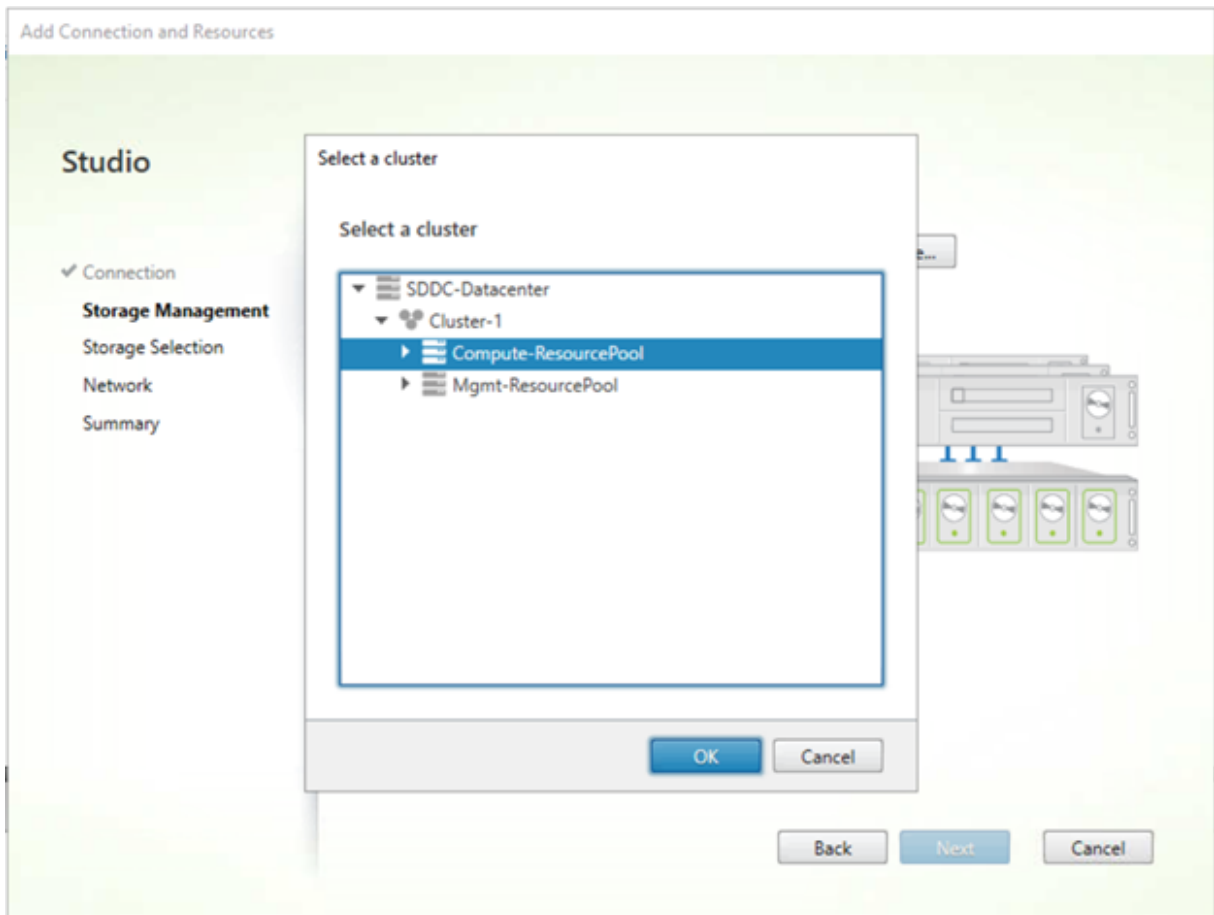 Add Connection and Resources
Studio
Connection
Storage Management
Storage Selection
Network
Summary
Select a cluster
Select a cluster
SDDC-Datacenter
Cluster-1
Compute-ResourcePool
Mgmt-ResourcePool
OK
Cancel
Back
Next
Cancel